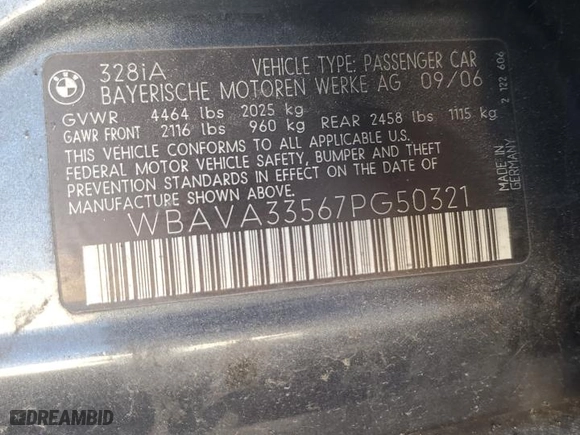 BMW
328iA VEHICLE TYPE: PASSENGER CAR
BAYERISCHE MOTOREN WERKE AG 09/06
GVWR 4464 lbs 2025 kg
GAWR FRONT 2116 lbs 960 kg REAR 2458 lbs 1115 kg
THIS VEHICLE CONFORMS TO ALL APPLICABLE U.S.
FEDERAL MOTOR VEHICLE SAFETY, BUMPER AND THEFT
PREVENTION STANDARDS IN EFFECT ON THE DATE OF
MANUFACTURE SHOWN ABOVE.
WBAVA33567PG50321
MADE IN
GERMANY
2 122 606
DREAMBID